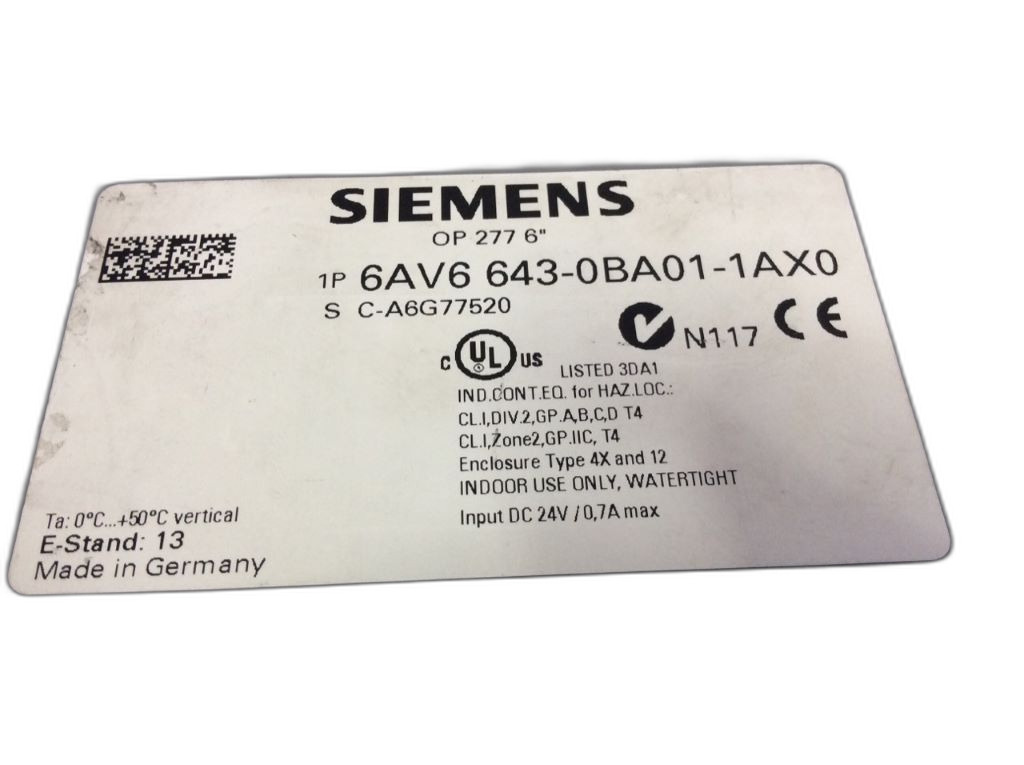 SIEMENS
OP 277 6"
1P 6AV6 643-0BA01-1AX0
S C-A6G77520
N117 CE
c UL US LISTED 3DA1
IND.CONT.EQ. for HAZ.LOC.:
CL.I,DIV.2,GP.A,B,C,D T4
CL.I,Zone2,GP.IIC, T4
Enclosure Type 4X and 12
INDOOR USE ONLY, WATERTIGHT
Input DC 24V / 0,7A max
Ta: 0°C...+50°C vertical
E-Stand: 13
Made in Germany